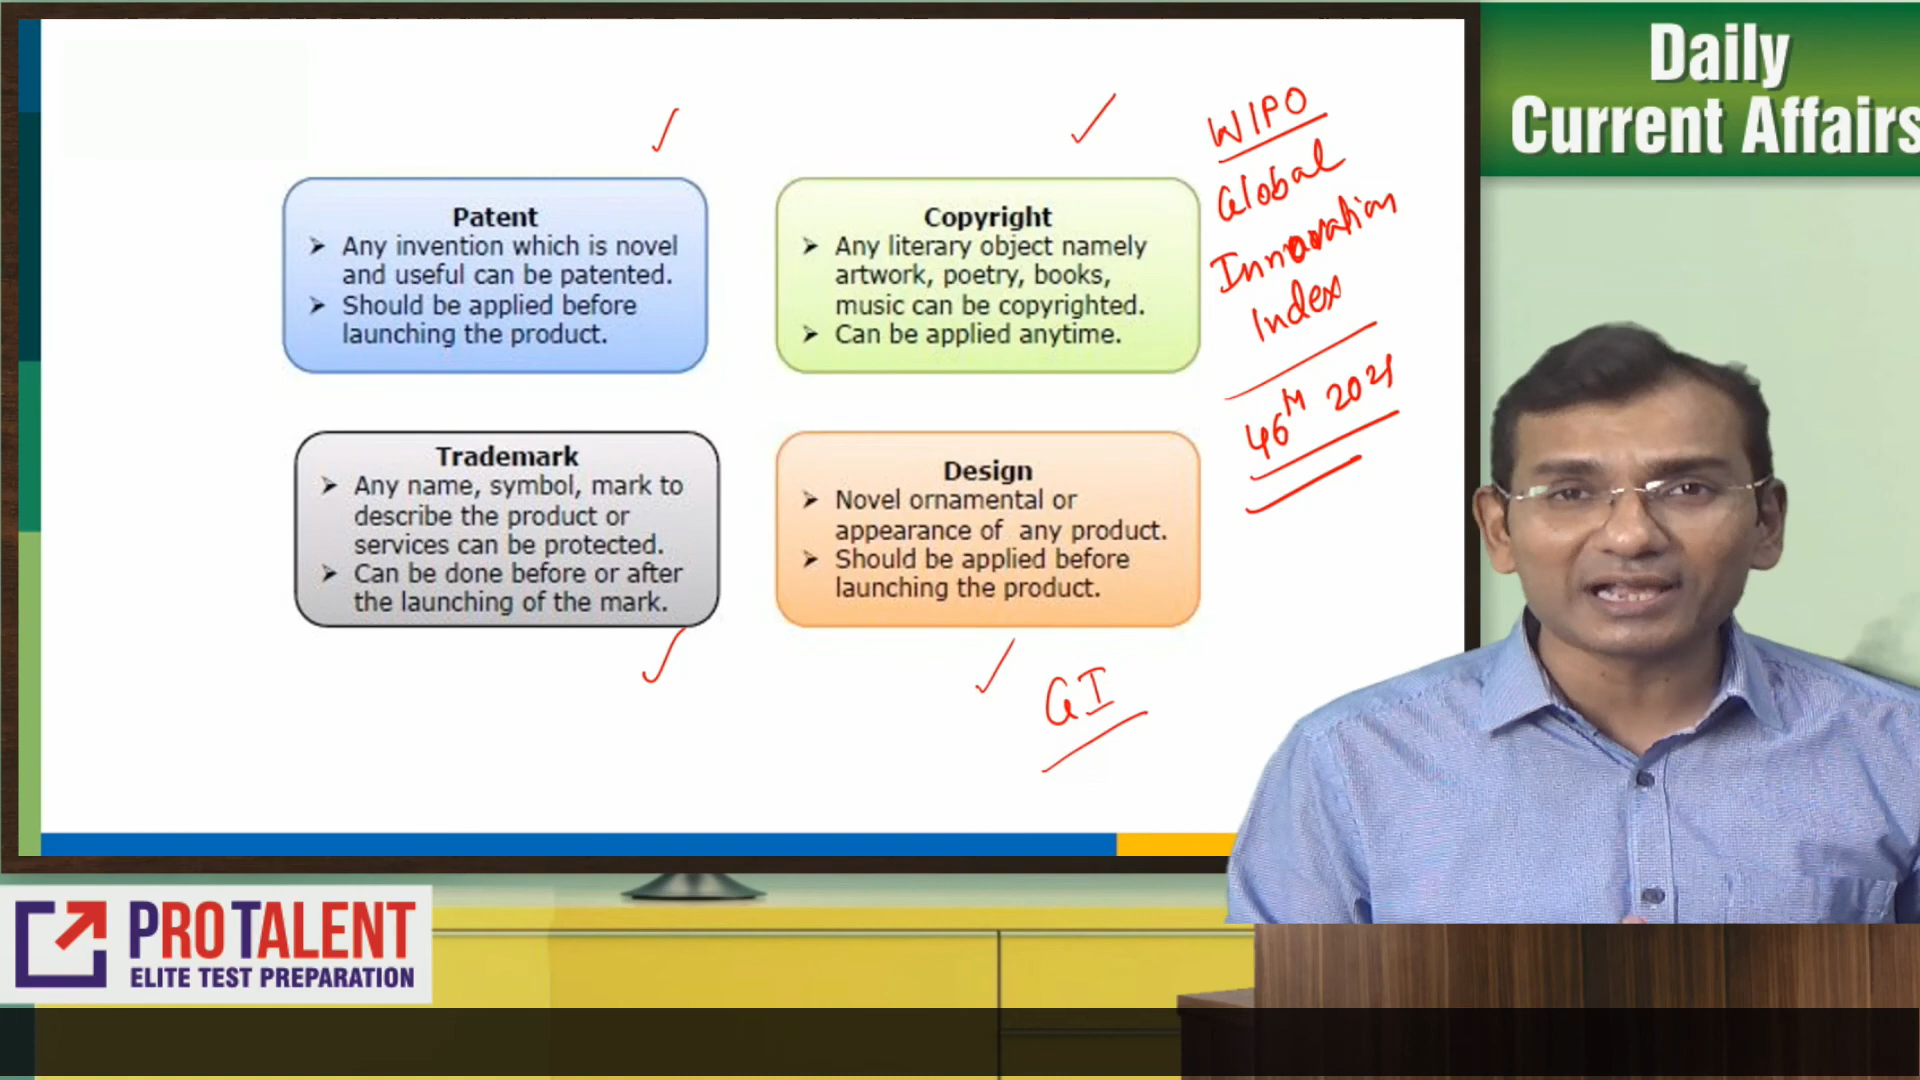 Daily
Current Affairs
Patent
Any invention which is novel
and useful can be patented.
Should be applied before
launching the product.
Copyright
Any literary object namely
artwork, poetry, books,
music can be copyrighted.
Can be applied anytime.
WIPO
Global
Innovation
Index
46th 2021
Trademark
Any name, symbol, mark to
describe the product or
services can be protected.
Can be done before or after
the launching of the mark.
Design
Novel ornamental or
appearance of any product.
Should be applied before
launching the product.
GI
PROTALENT
ELITE TEST PREPARATION